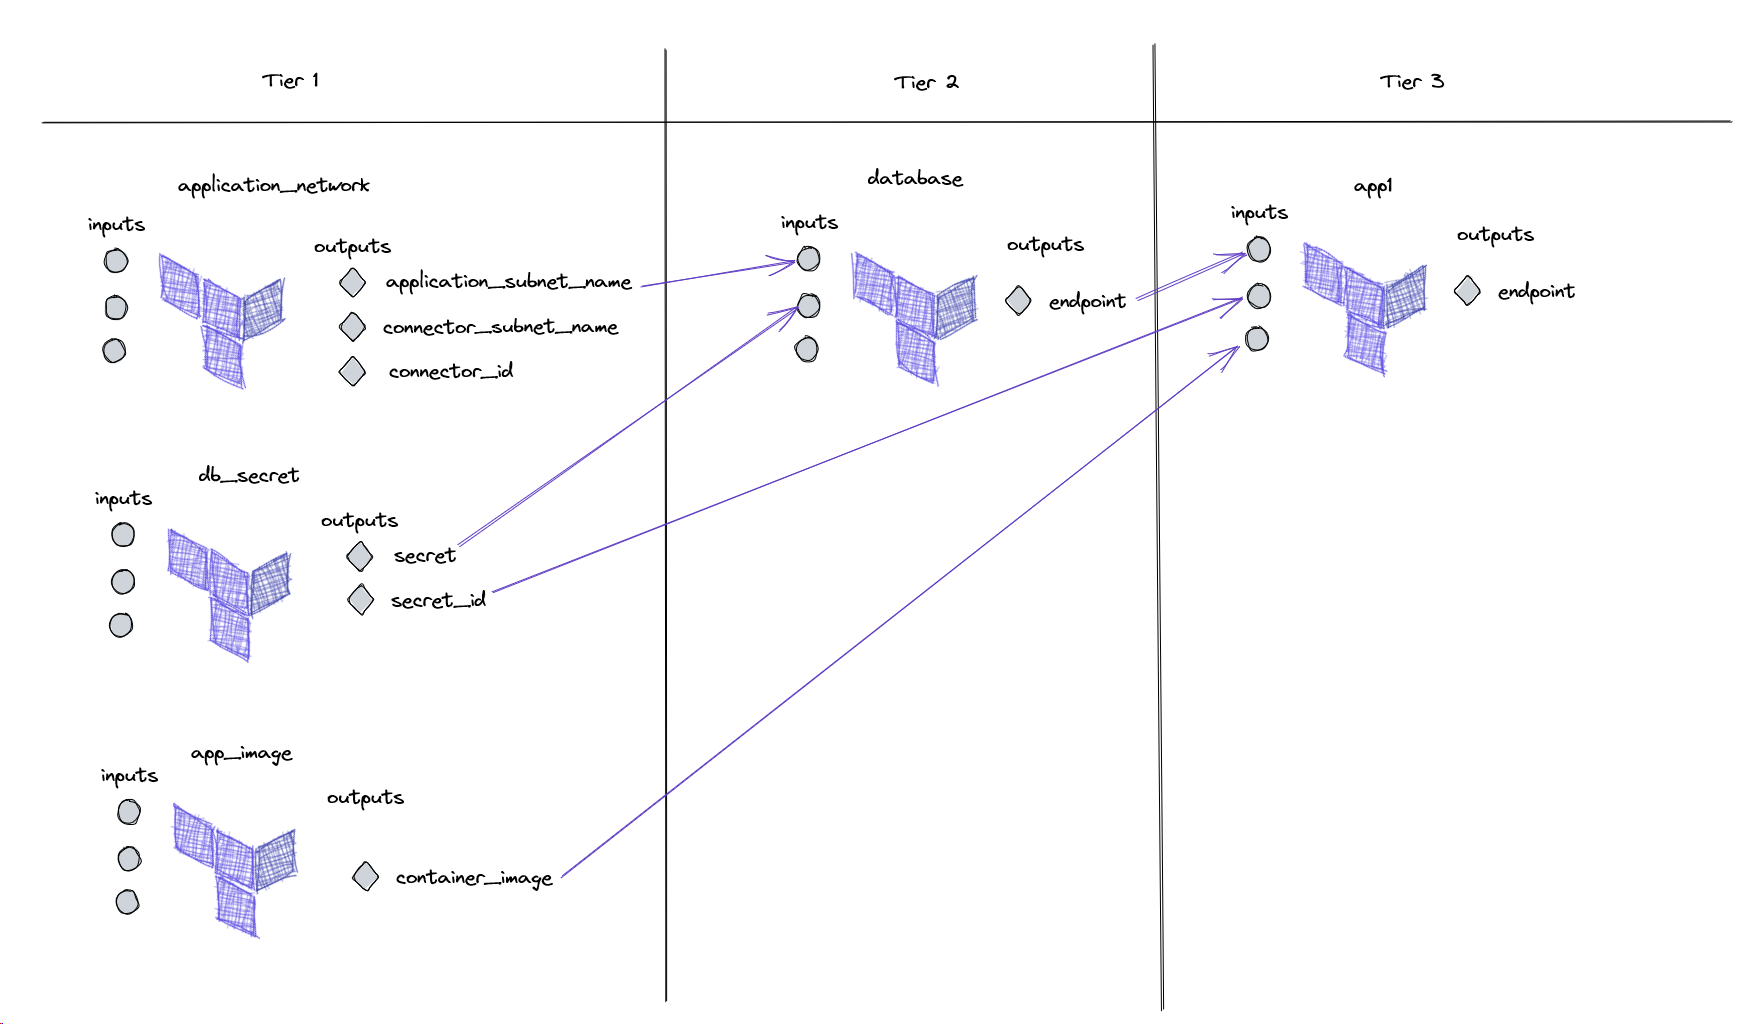 Tier 1
Tier 2
Tier 3
application_network
inputs
outputs
application_subnet_name
connector_subnet_name
connector_id
db_secret
inputs
outputs
secret
secret_id
app_image
inputs
outputs
container_image
database
inputs
outputs
endpoint
app1
inputs
outputs
endpoint